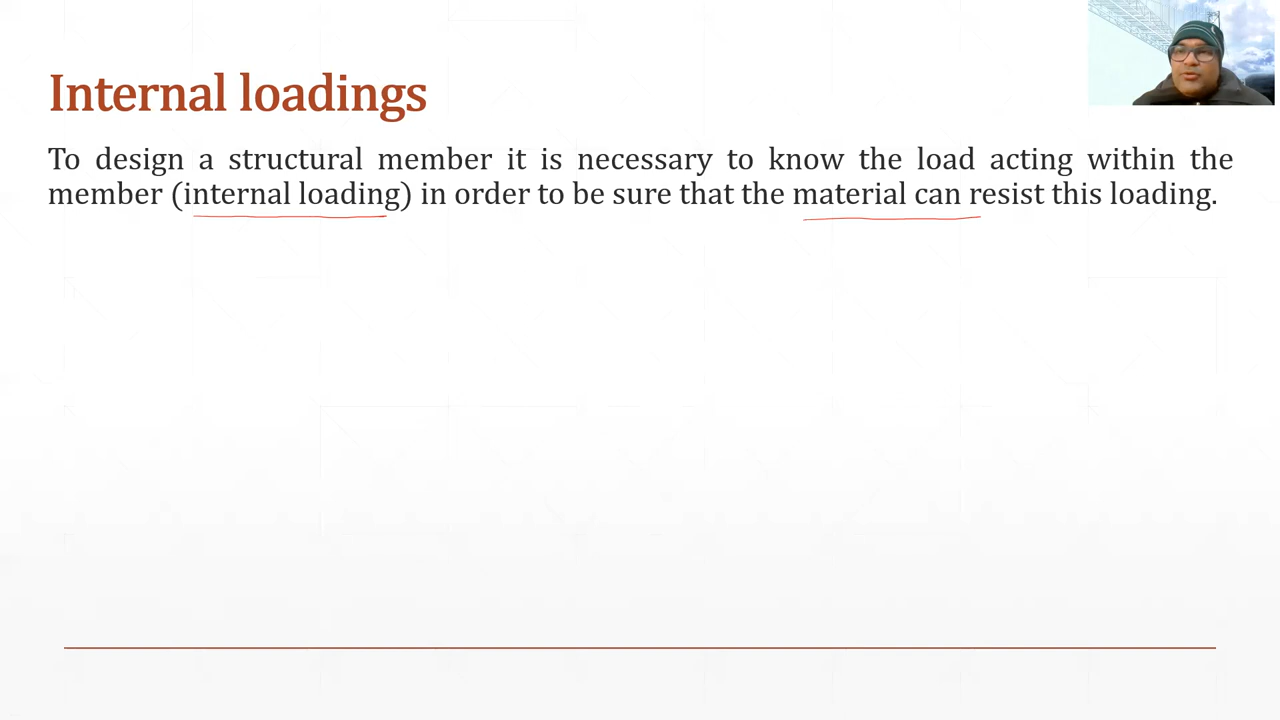 Internal loadings
To design a structural member it is necessary to know the load acting within the
member (internal loading) in order to be sure that the material can resist this loading.